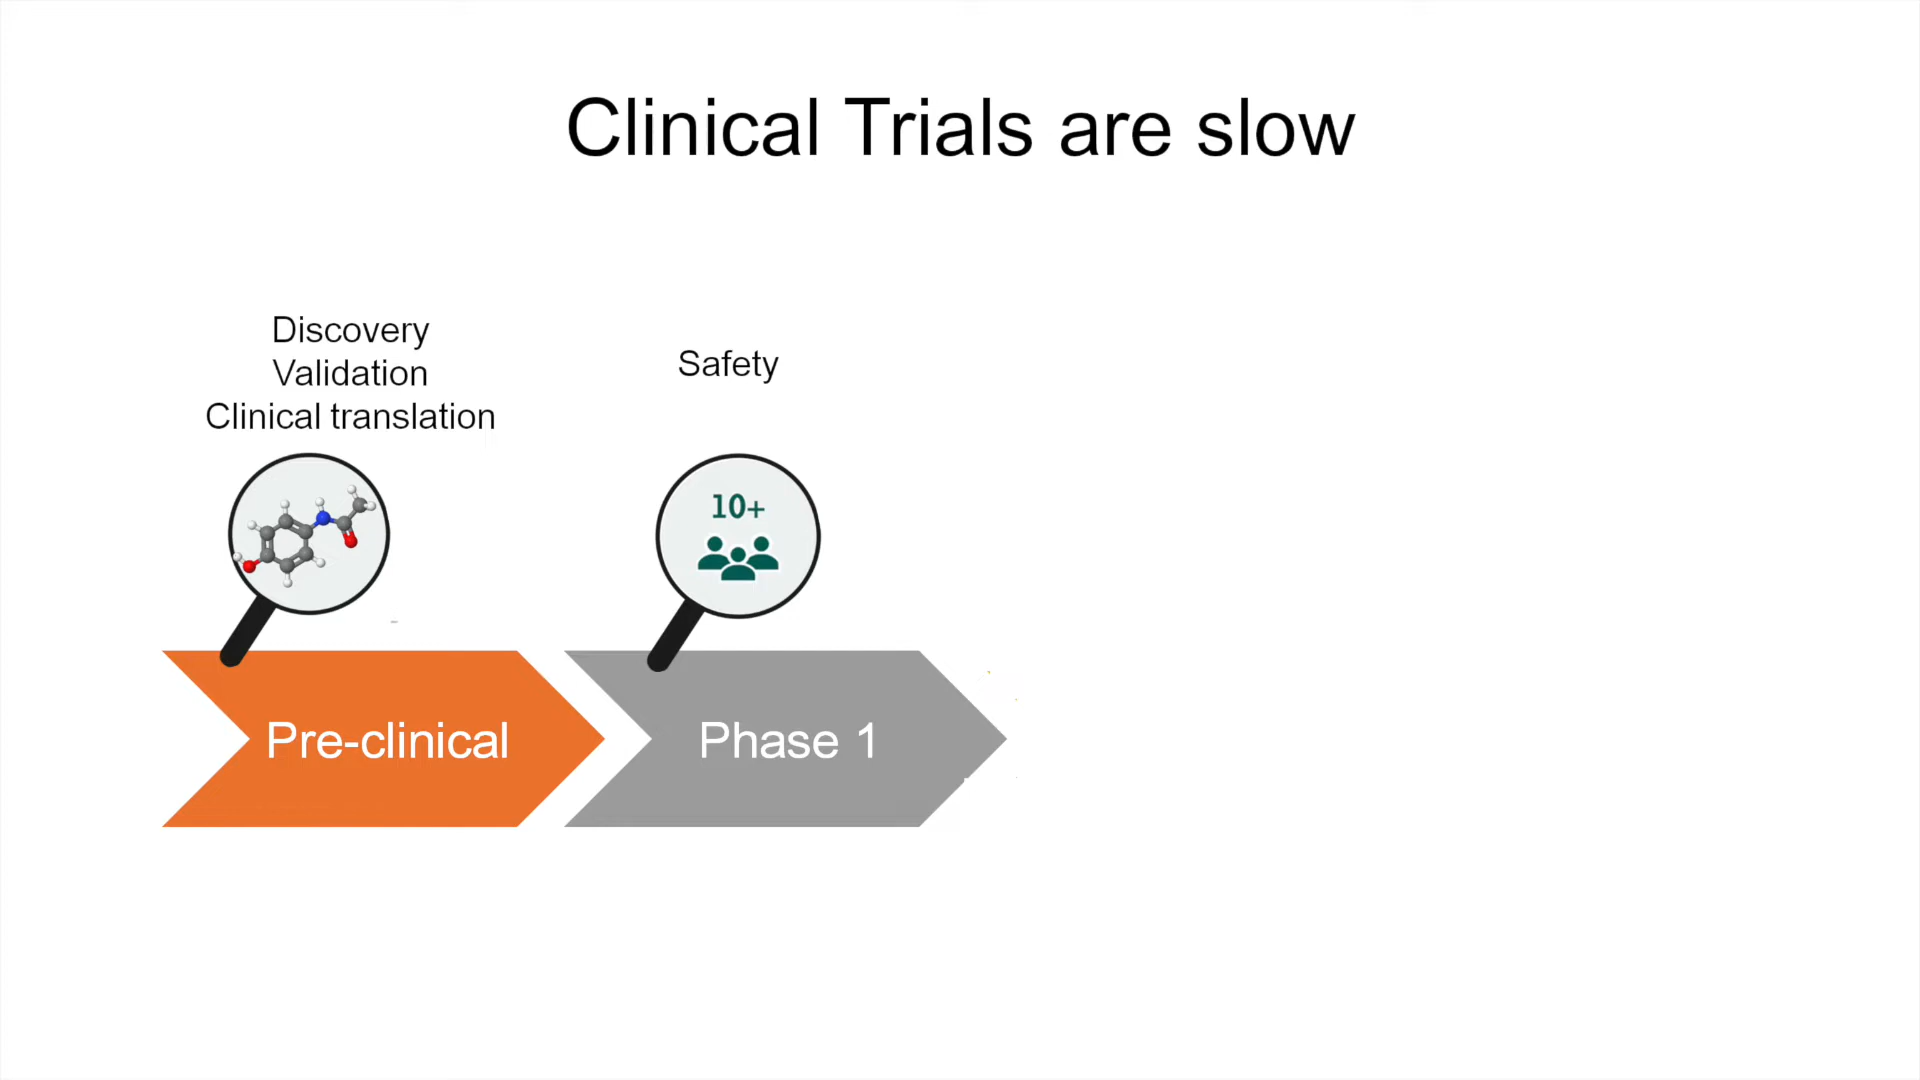 Clinical Trials are slow
Discovery
Validation
Clinical translation
Safety
10+
Pre-clinical
Phase 1